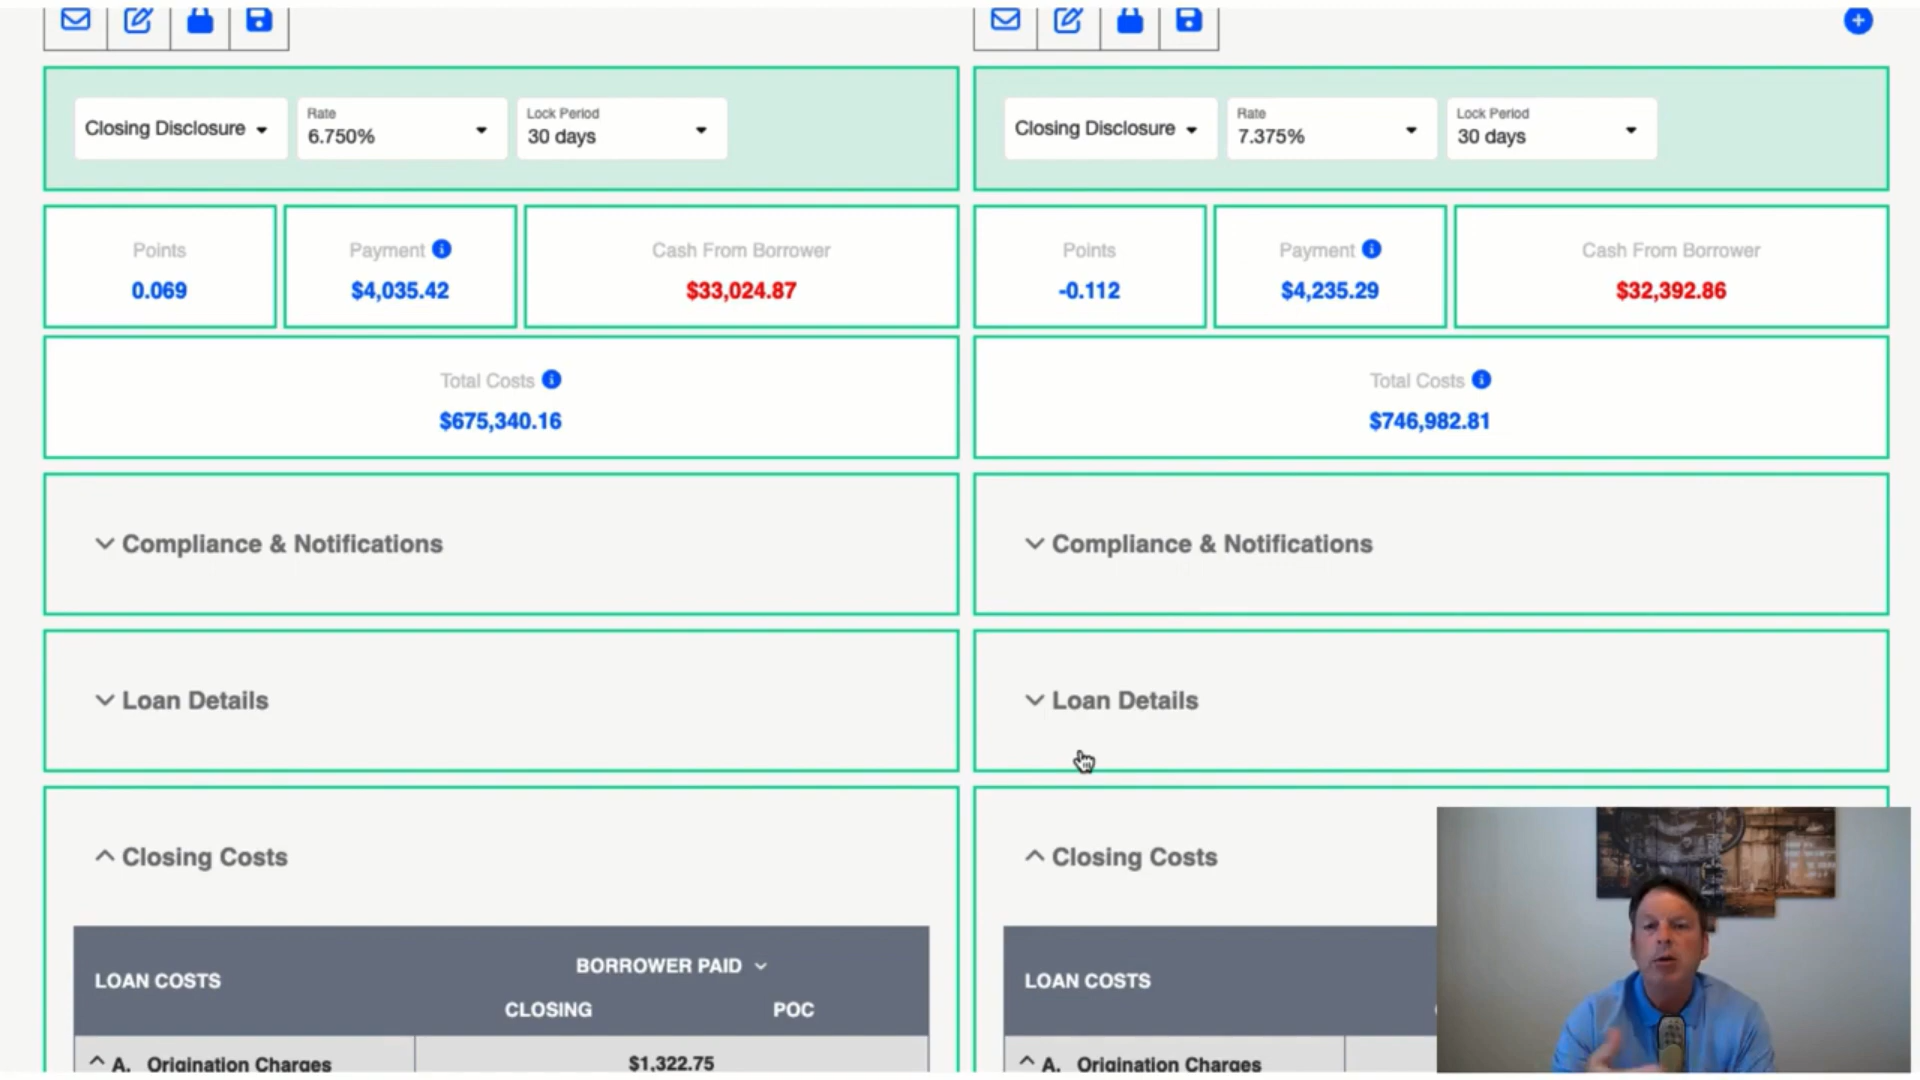 Closing Disclosure
Rate
6.750%
Lock Period
30 days
Points
0.069
Payment
$4,035.42
Cash From Borrower
$33,024.87
Total Costs
$675,340.16
Compliance & Notifications
Loan Details
Closing Costs
LOAN COSTS
BORROWER PAID
CLOSING POC
A. Origination Charges $1,322.75
Closing Disclosure
Rate
7.375%
Lock Period
30 days
Points
-0.112
Payment
$4,235.29
Cash From Borrower
$32,392.86
Total Costs
$746,982.81
Compliance & Notifications
Loan Details
Closing Costs
LOAN COSTS
A. Origination Charges